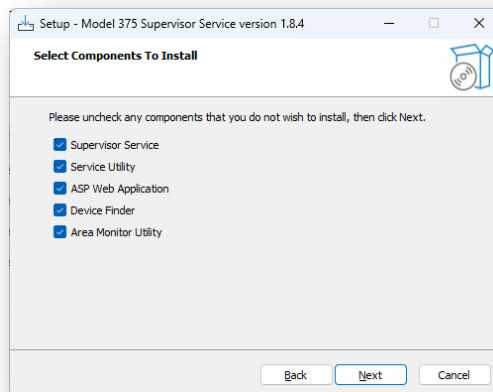 Setup - Model 375 Supervisor Service version 1.8.4
Select Components To Install
Please uncheck any components that you do not wish to install, then click Next.
Supervisor Service
Service Utility
ASP Web Application
Device Finder
Area Monitor Utility
Back Next Cancel